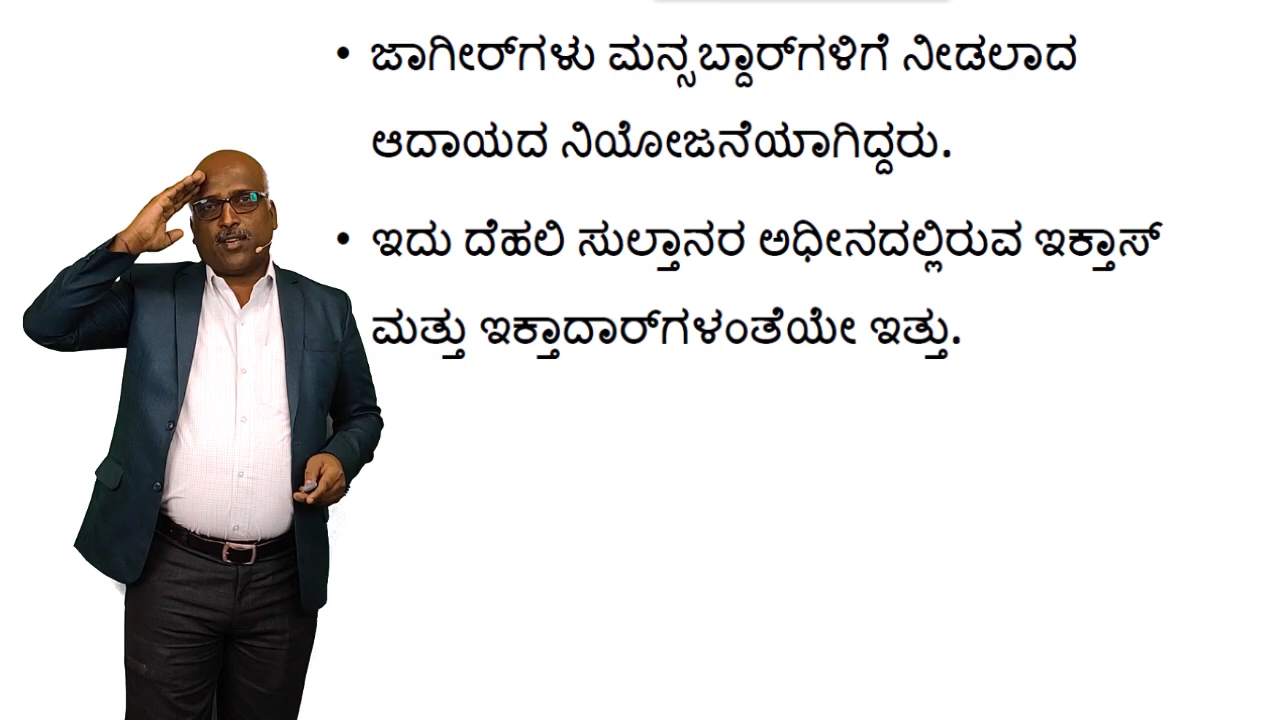 • ಜಾಗೀರ್‌ಗಳು ಮನ್ಸಬ್ದಾರ್‌ಗಳಿಗೆ ನೀಡಲಾದ
ಆದಾಯದ ನಿಯೋಜನೆಯಾಗಿದ್ದರು.
• ಇದು ದೆಹಲಿ ಸುಲ್ತಾನರ ಅಧೀನದಲ್ಲಿರುವ ಇಕ್ತಾಸ್
ಮತ್ತು ಇಕ್ತಾದಾರ್‌ಗಳಂತೆಯೇ ಇತ್ತು.